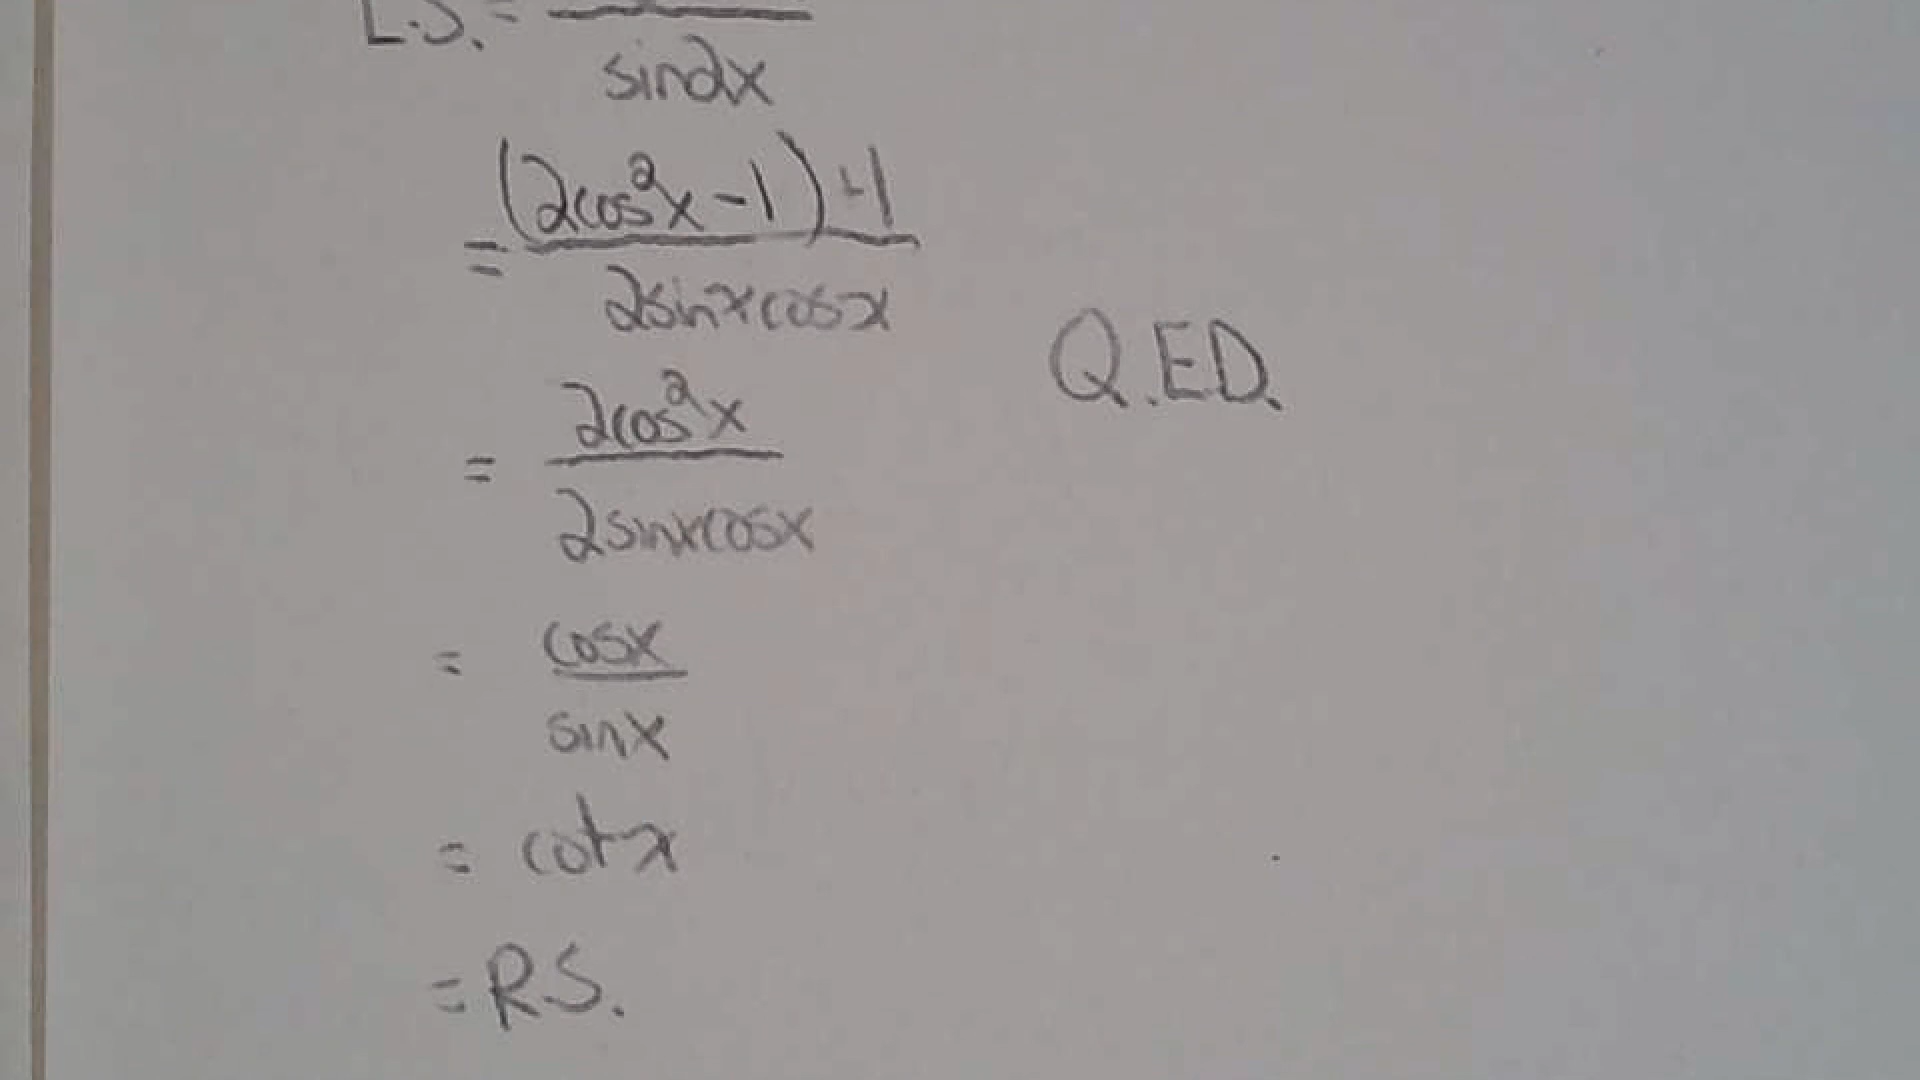 L.S. =
sin2x
= (2cos²x - 1) + 1
2sinxcosx
Q.E.D.
= 2cos²x
2sinxcosx
= cosx
sinx
= cotx
= R.S.